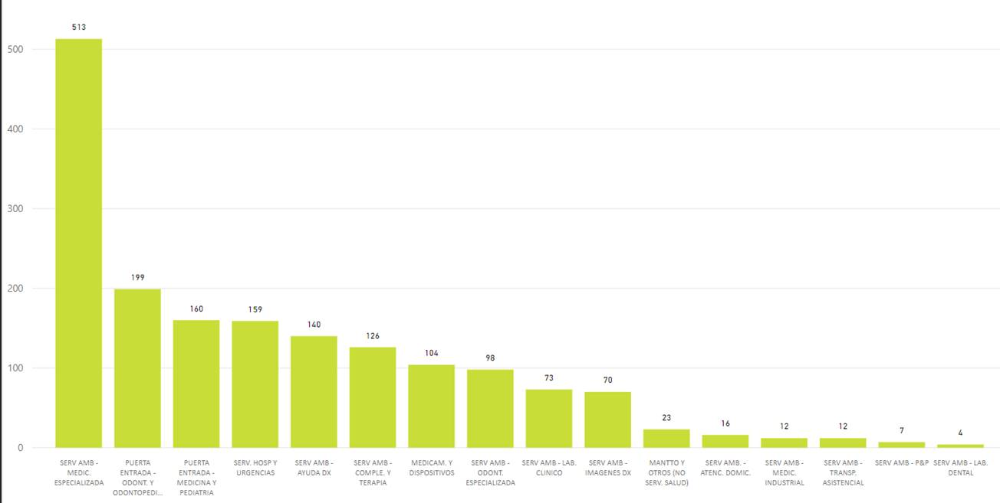 513
500
400
300
200
100
0
199
160
159
140
126
104
98
73
70
23
16
12
12
7
4
SERV AMB -
MEDIC.
ESPECIALIZADA
PUERTA
ENTRADA -
ODONT. Y
ODONTOPEDI...
PUERTA
ENTRADA -
MEDICINA Y
PEDIATRIA
SERV. HOSP Y
URGENCIAS
SERV AMB -
AYUDA DX
SERV AMB -
COMPLE. Y
TERAPIA
MEDICAM. Y
DISPOSITIVOS
SERV AMB -
ODONT.
ESPECIALIZADA
SERV AMB - LAB.
CLINICO
SERV AMB -
IMAGENES DX
MANTTO Y
OTROS (NO
SERV. SALUD)
SERV AMB. -
ATENC. DOMIC.
SERV AMB -
MEDIC.
INDUSTRIAL
SERV AMB -
TRANSP.
ASISTENCIAL
SERV AMB - P&P
SERV AMB - LAB.
DENTAL